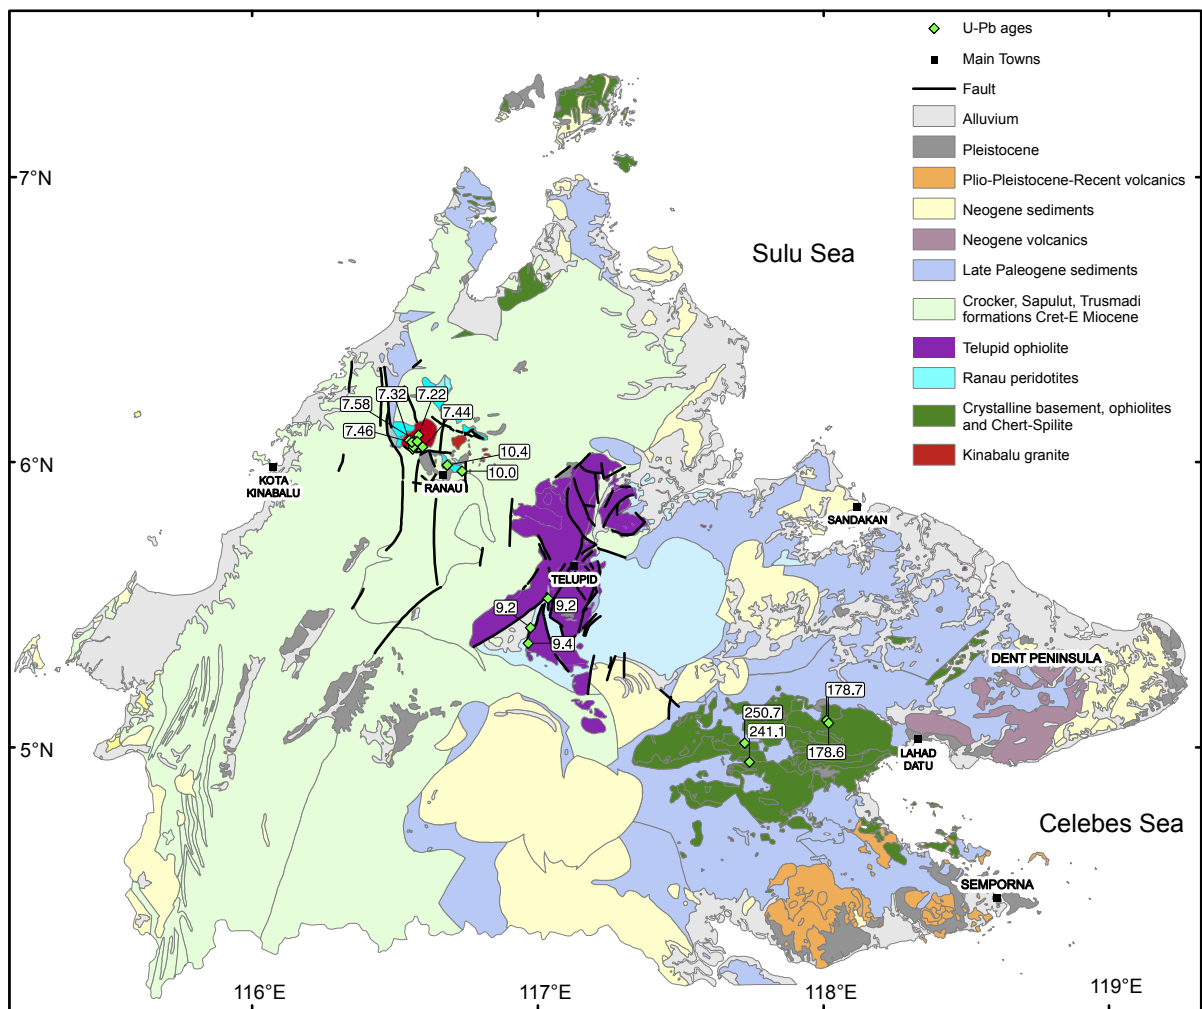 U-Pb ages
Main Towns
Fault
Alluvium
Pleistocene
Plio-Pleistocene-Recent volcanics
Neogene sediments
Neogene volcanics
Late Paleogene sediments
Crocker, Sapulut, Trusmadi
formations Cret-E Miocene
Telupid ophiolite
Ranau peridotites
Crystalline basement, ophiolites
and Chert-Spilite
Kinabalu granite
7°N
Sulu Sea
7.32
7.22
7.58
7.44
7.46
10.4
6°N
10.0
KOTA
KINABALU
RANAU
SANDAKAN
TELUPID
9.2
9.2
9.4
DENT PENINSULA
178.7
250.7
241.1
178.6
5°N
LAHAD
DATU
Celebes Sea
SEMPORNA
116°E
117°E
118°E
119°E